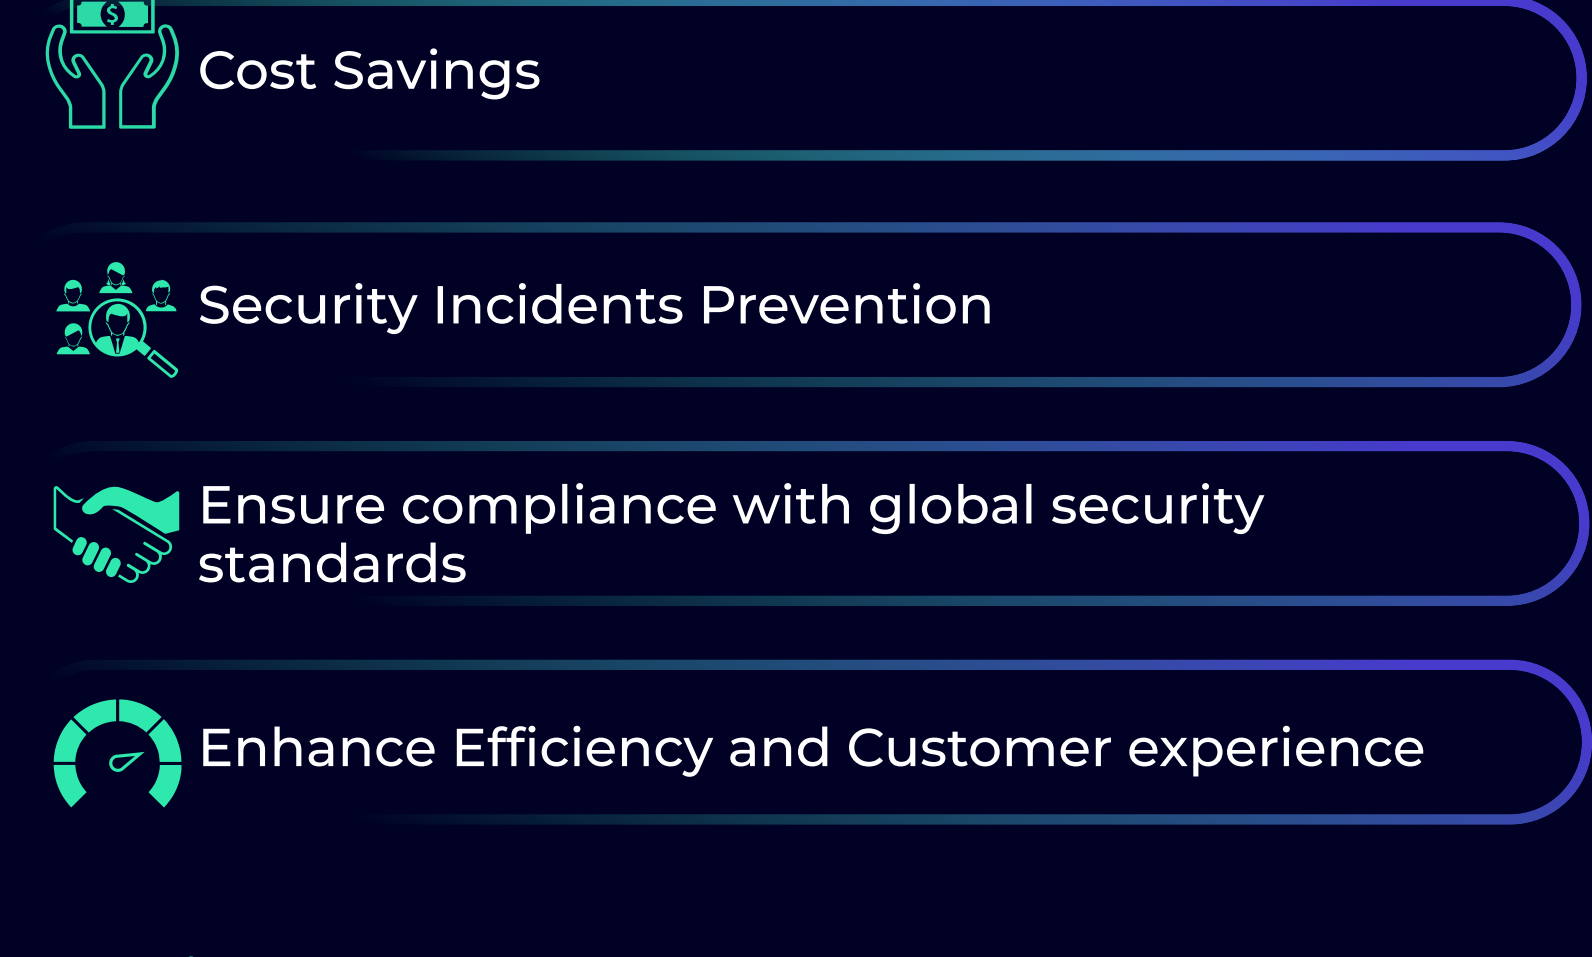 $
Cost Savings
Security Incidents Prevention
Ensure compliance with global security
standards
Enhance Efficiency and Customer experience